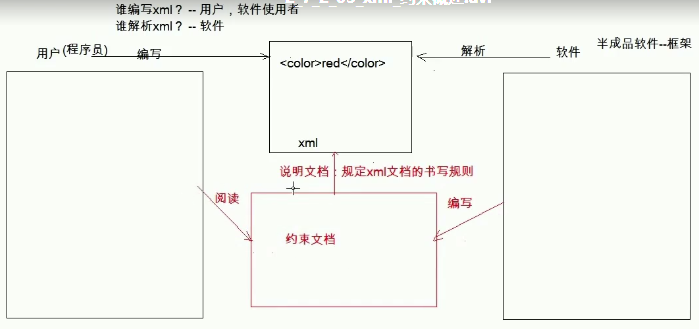 谁编写xml？ -- 用户，软件使用者
谁解析xml？ -- 软件
用户(程序员)
编写
解析
软件
半成品软件--框架
<color>red</color>
xml
说明文档：规定xml文档的书写规则
阅读
编写
约束文档